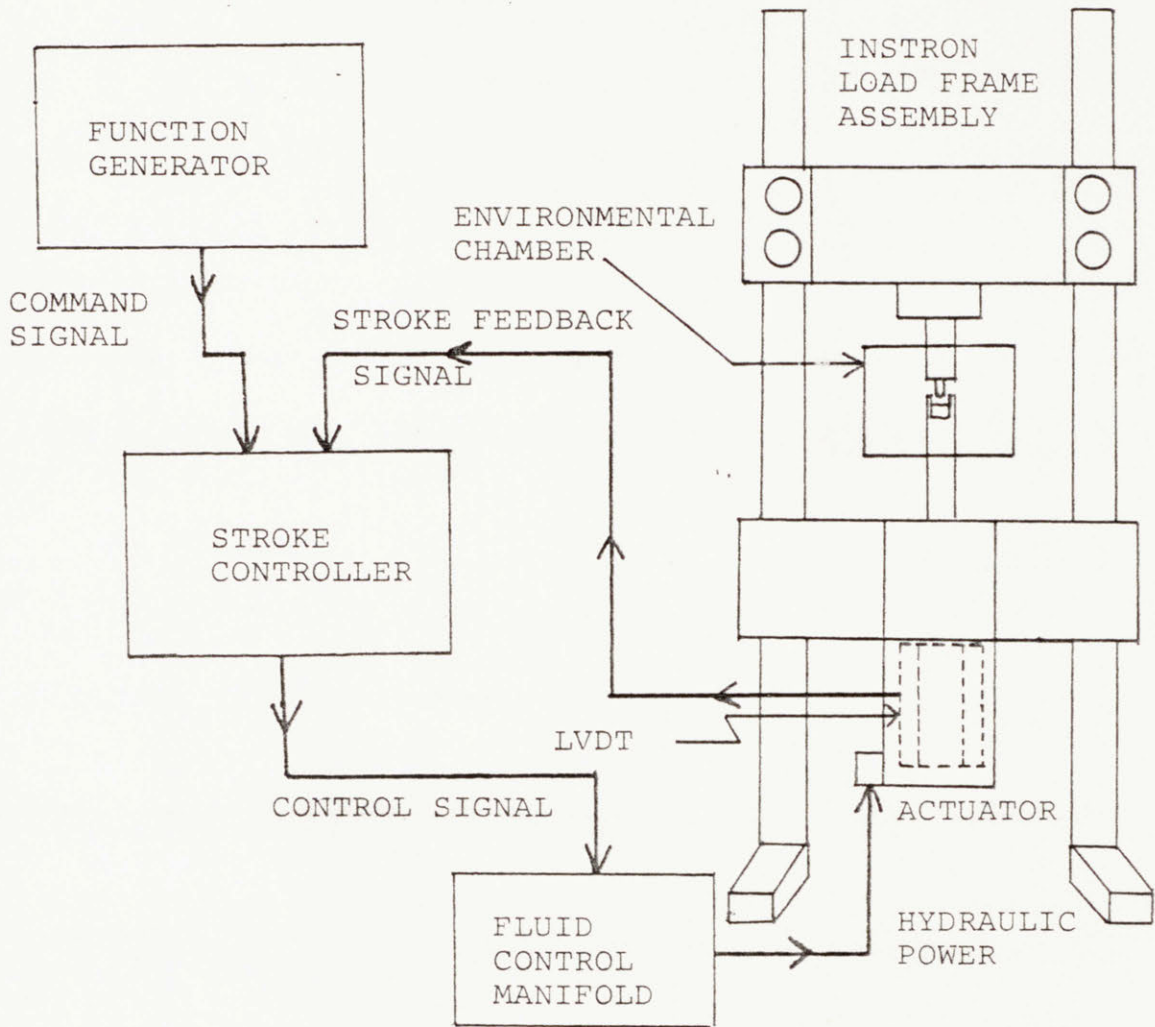 INSTRON
LOAD FRAME
ASSEMBLY
FUNCTION
GENERATOR
ENVIRONMENTAL
CHAMBER
COMMAND
SIGNAL
STROKE FEEDBACK
SIGNAL
STROKE
CONTROLLER
LVDT
CONTROL SIGNAL
ACTUATOR
FLUID
CONTROL
MANIFOLD
HYDRAULIC
POWER